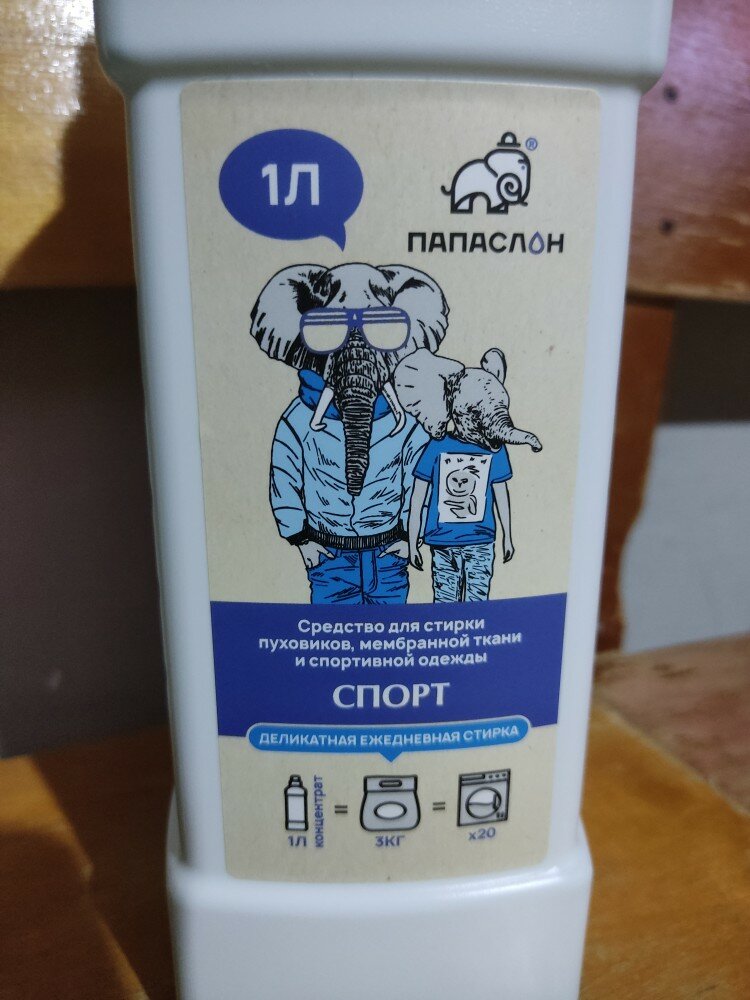 1Л
®
ПАПАСЛОН
Средство для стирки
пуховиков, мембранной ткани
и спортивной одежды
СПОРТ
ДЕЛИКАТНАЯ ЕЖЕДНЕВНАЯ СТИРКА
1Л
концентрат
=
3КГ
=
x20